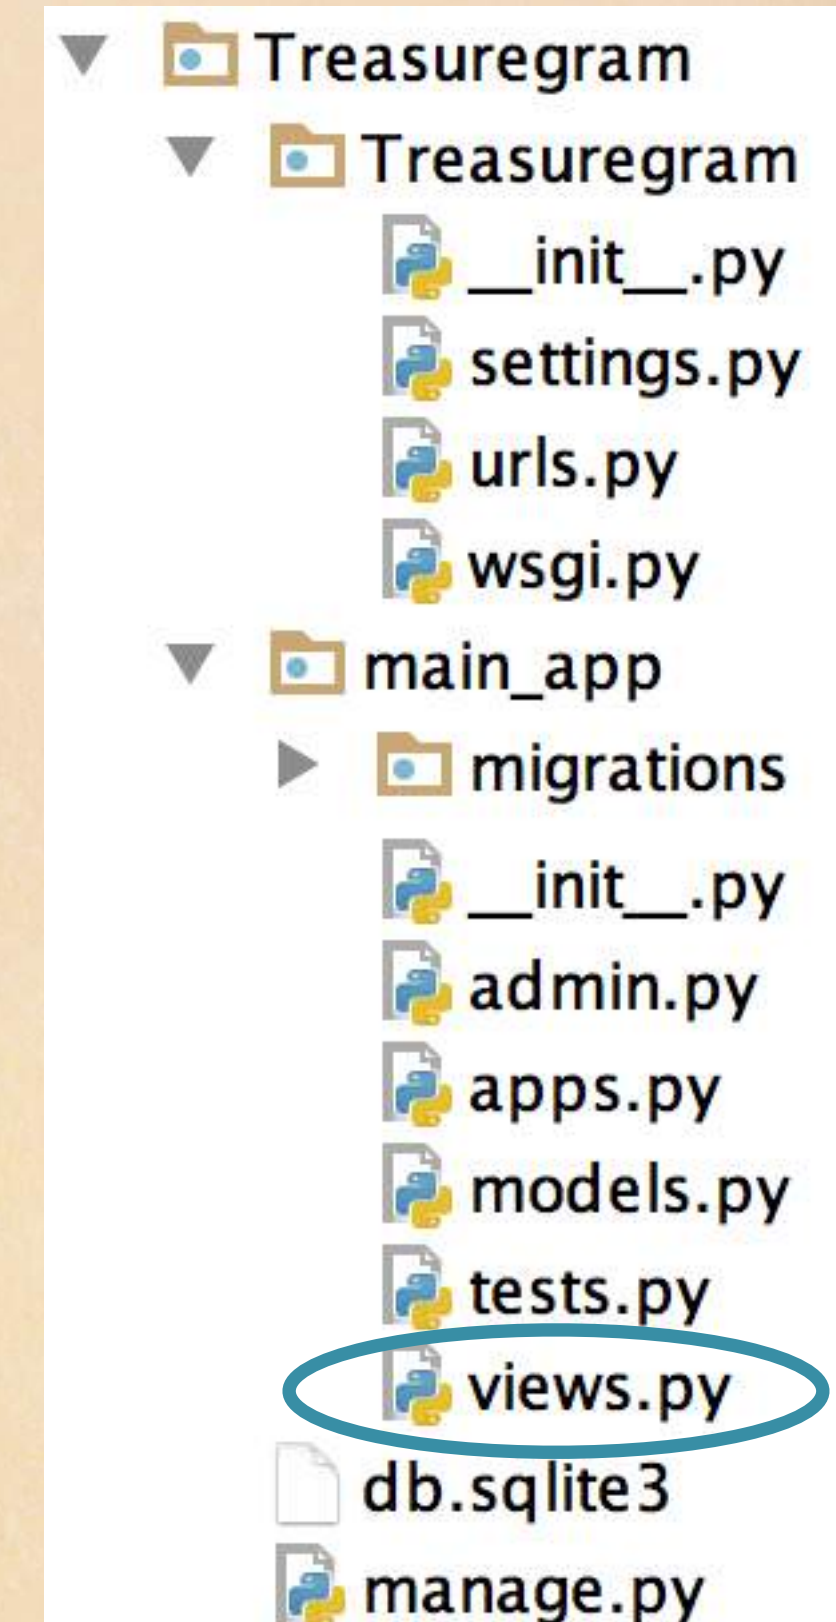 Treasuregram
Treasuregram
__init__.py
settings.py
urls.py
wsgi.py
main_app
migrations
__init__.py
admin.py
apps.py
models.py
tests.py
views.py
db.sqlite3
manage.py